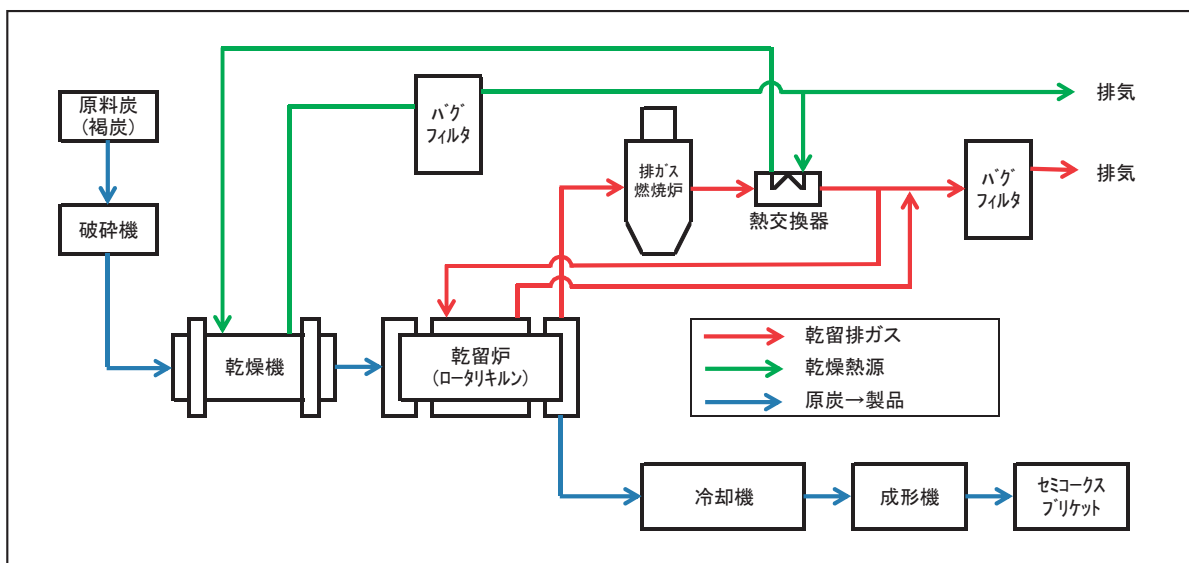 原料炭
(褐炭)
破砕機
乾燥機
バグ
フィルタ
排ガス
燃焼炉
熱交換器
排気
バグ
フィルタ
排気
乾留炉
(ロータリキルン)
乾留排ガス
乾燥熱源
原炭→製品
冷却機
成形機
セミコークス
ブリケット